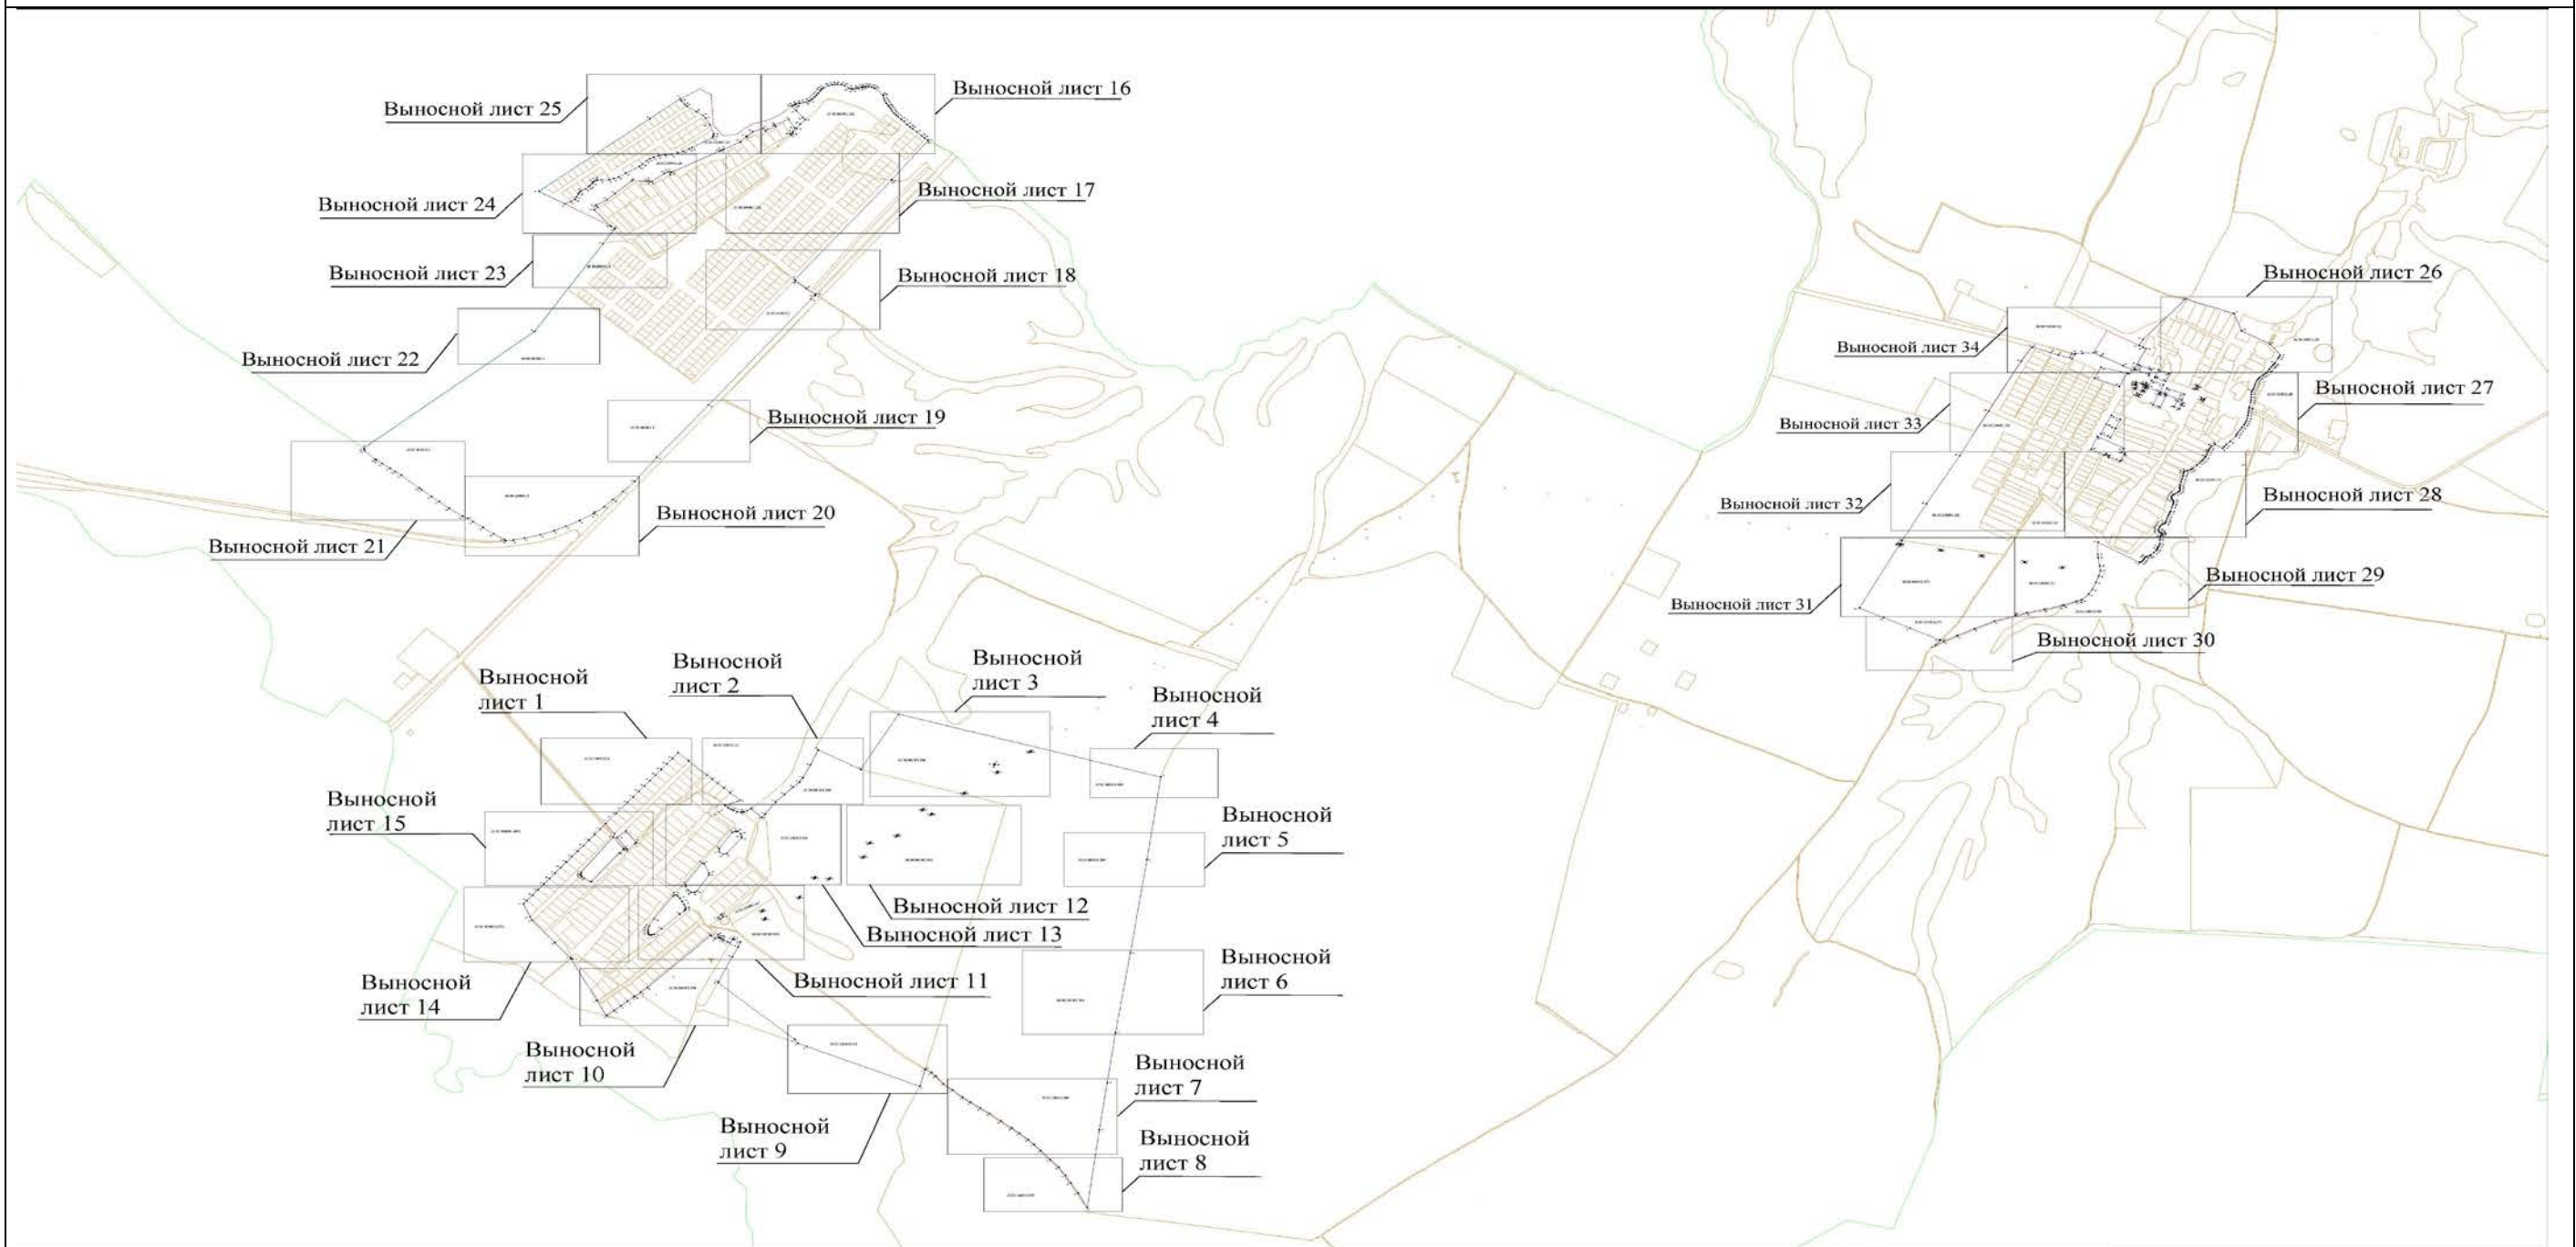 Выносной лист 16
Выносной лист 25
Выносной лист 17
Выносной лист 24
Выносной лист 23
Выносной лист 18
Выносной лист 22
Выносной лист 19
Выносной лист 20
Выносной лист 21
Выносной лист 26
Выносной лист 34
Выносной лист 27
Выносной лист 33
Выносной лист 28
Выносной лист 32
Выносной лист 29
Выносной лист 31
Выносной лист 30
Выносной
лист 1
Выносной
лист 2
Выносной
лист 3
Выносной
лист 4
Выносной
лист 15
Выносной
лист 5
Выносной лист 12
Выносной лист 13
Выносной лист 11
Выносной
лист 6
Выносной
лист 14
Выносной
лист 10
Выносной
лист 7
Выносной
лист 9
Выносной
лист 8